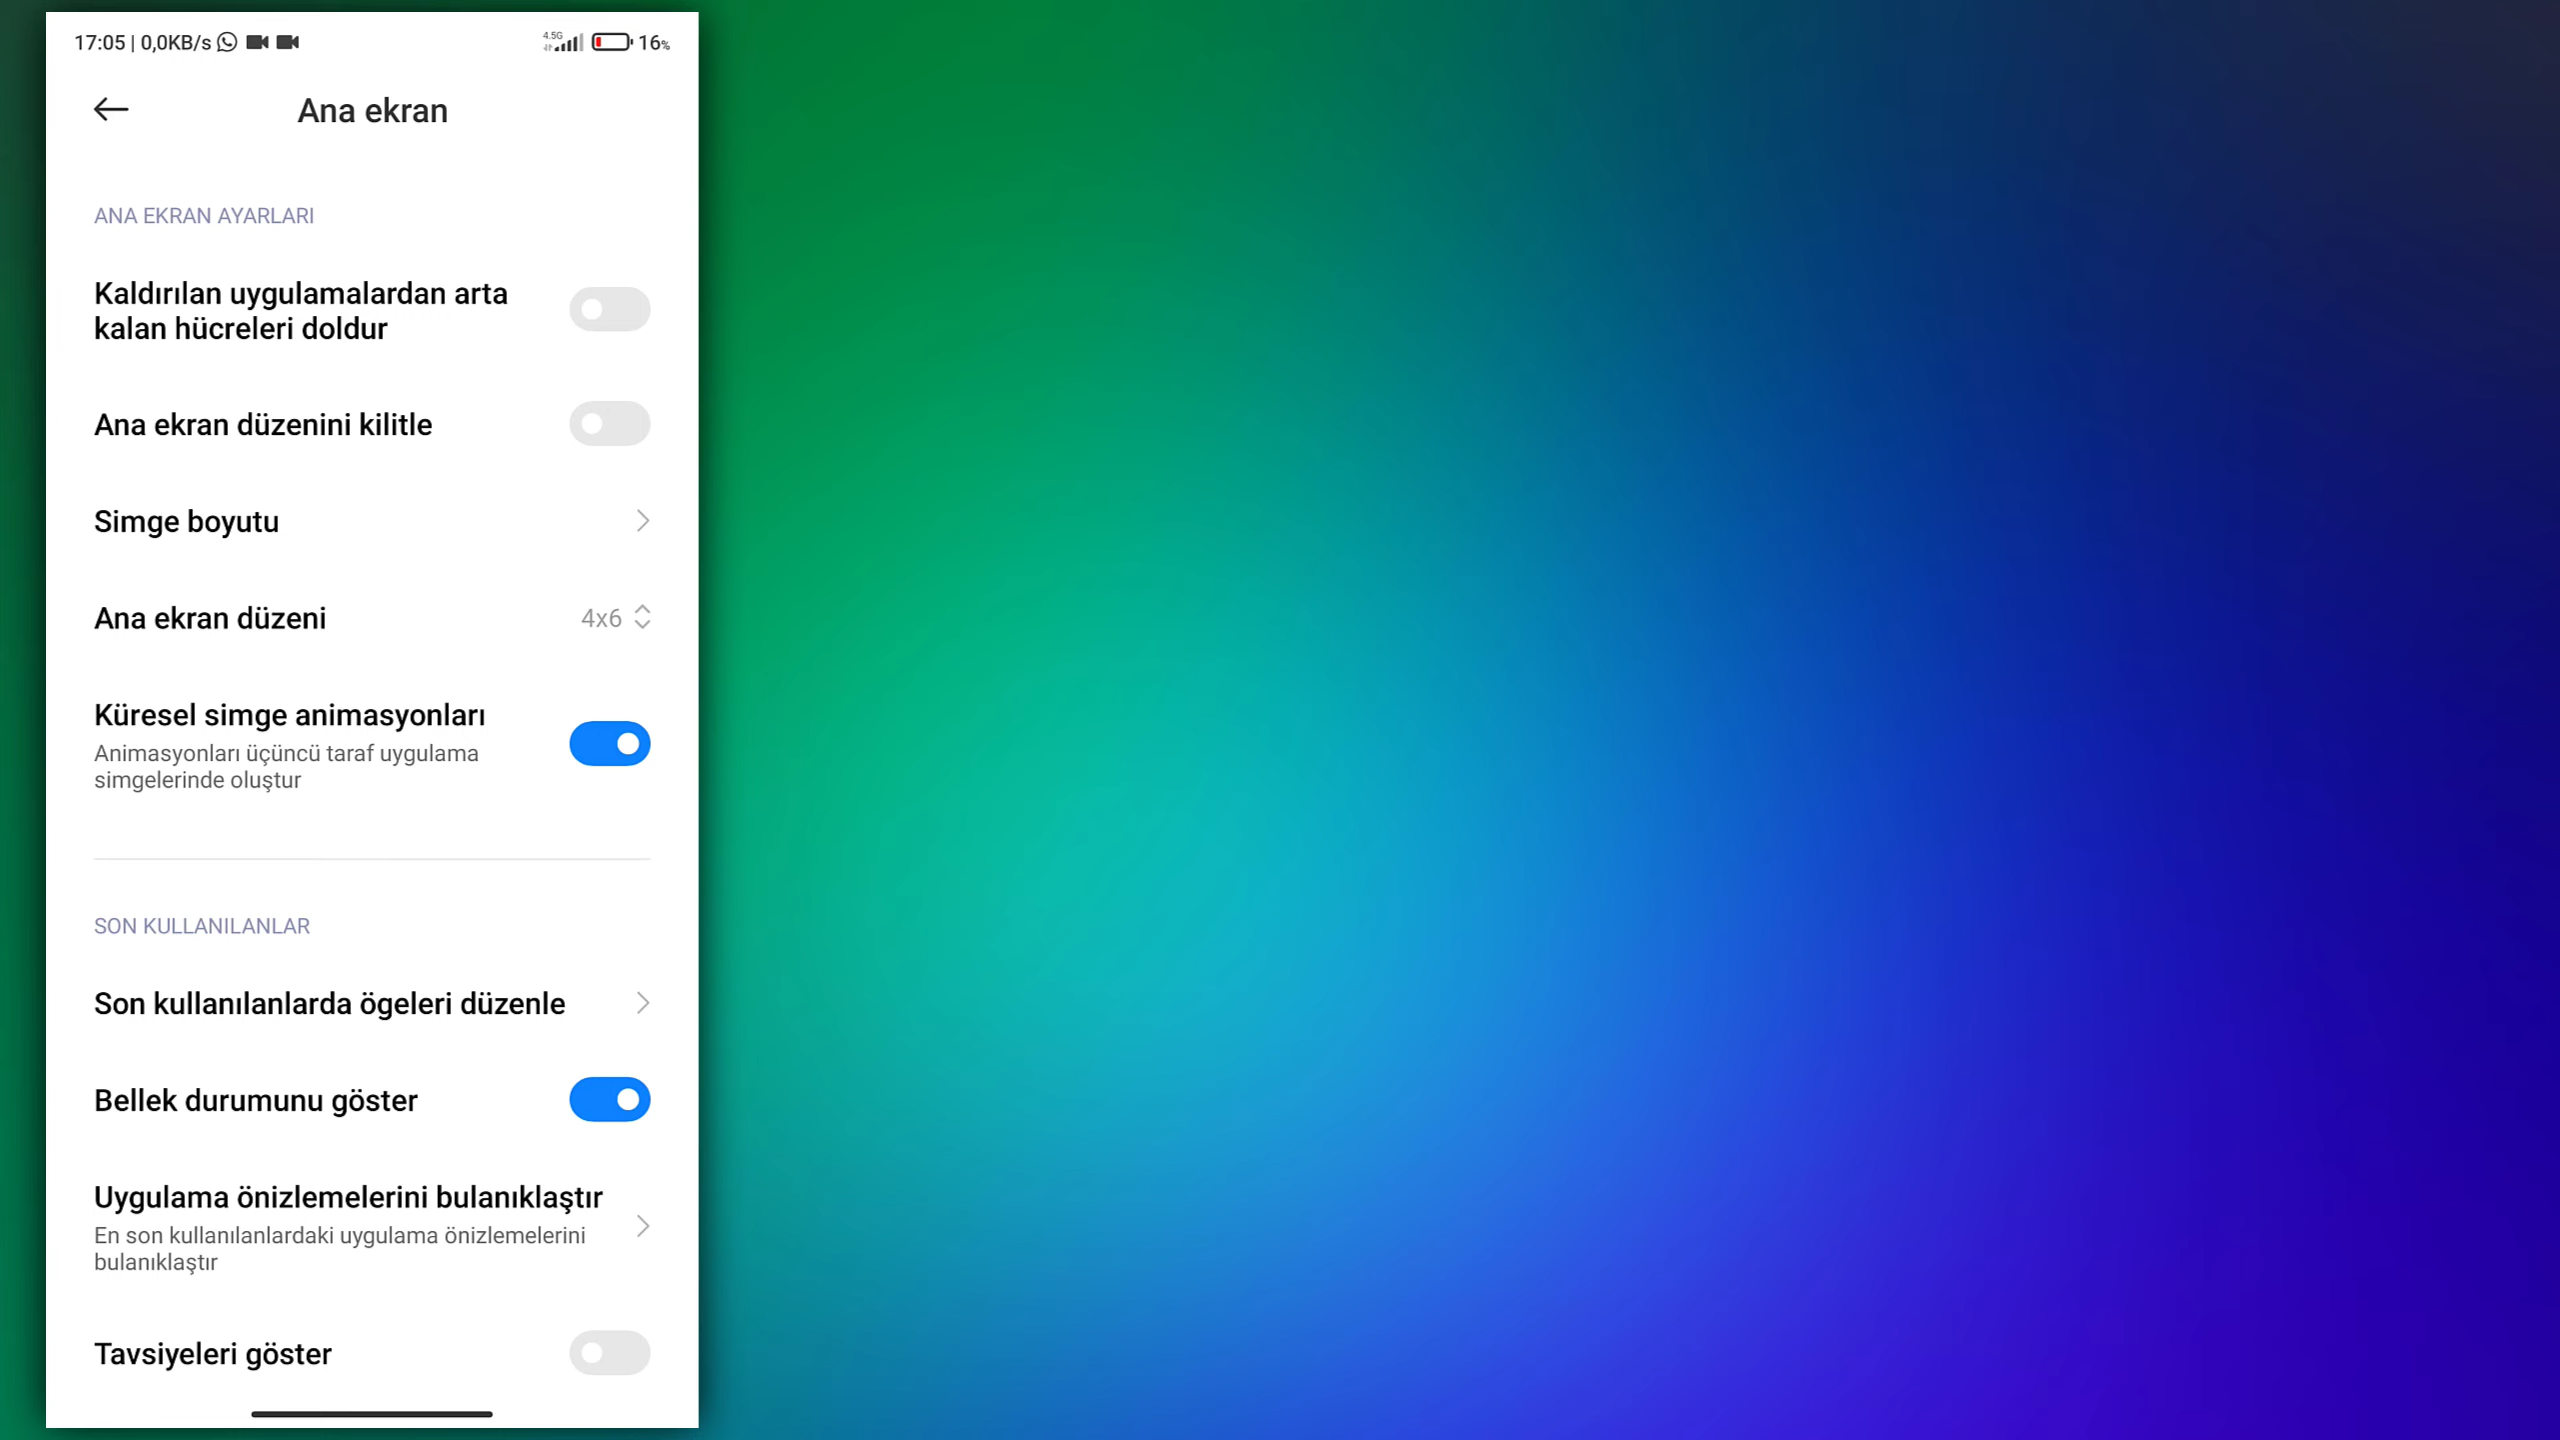 17:05 | 0,0KB/s 4.5G 16%
Ana ekran
ANA EKRAN AYARLARI
Kaldırılan uygulamalardan arta
kalan hücreleri doldur
Ana ekran düzenini kilitle
Simge boyutu
Ana ekran düzeni 4x6
Küresel simge animasyonları
Animasyonları üçüncü taraf uygulama
simgelerinde oluştur
SON KULLANILANLAR
Son kullanılanlarda ögeleri düzenle
Bellek durumunu göster
Uygulama önizlemelerini bulanıklaştır
En son kullanılanlardaki uygulama önizlemelerini
bulanıklaştır
Tavsiyeleri göster